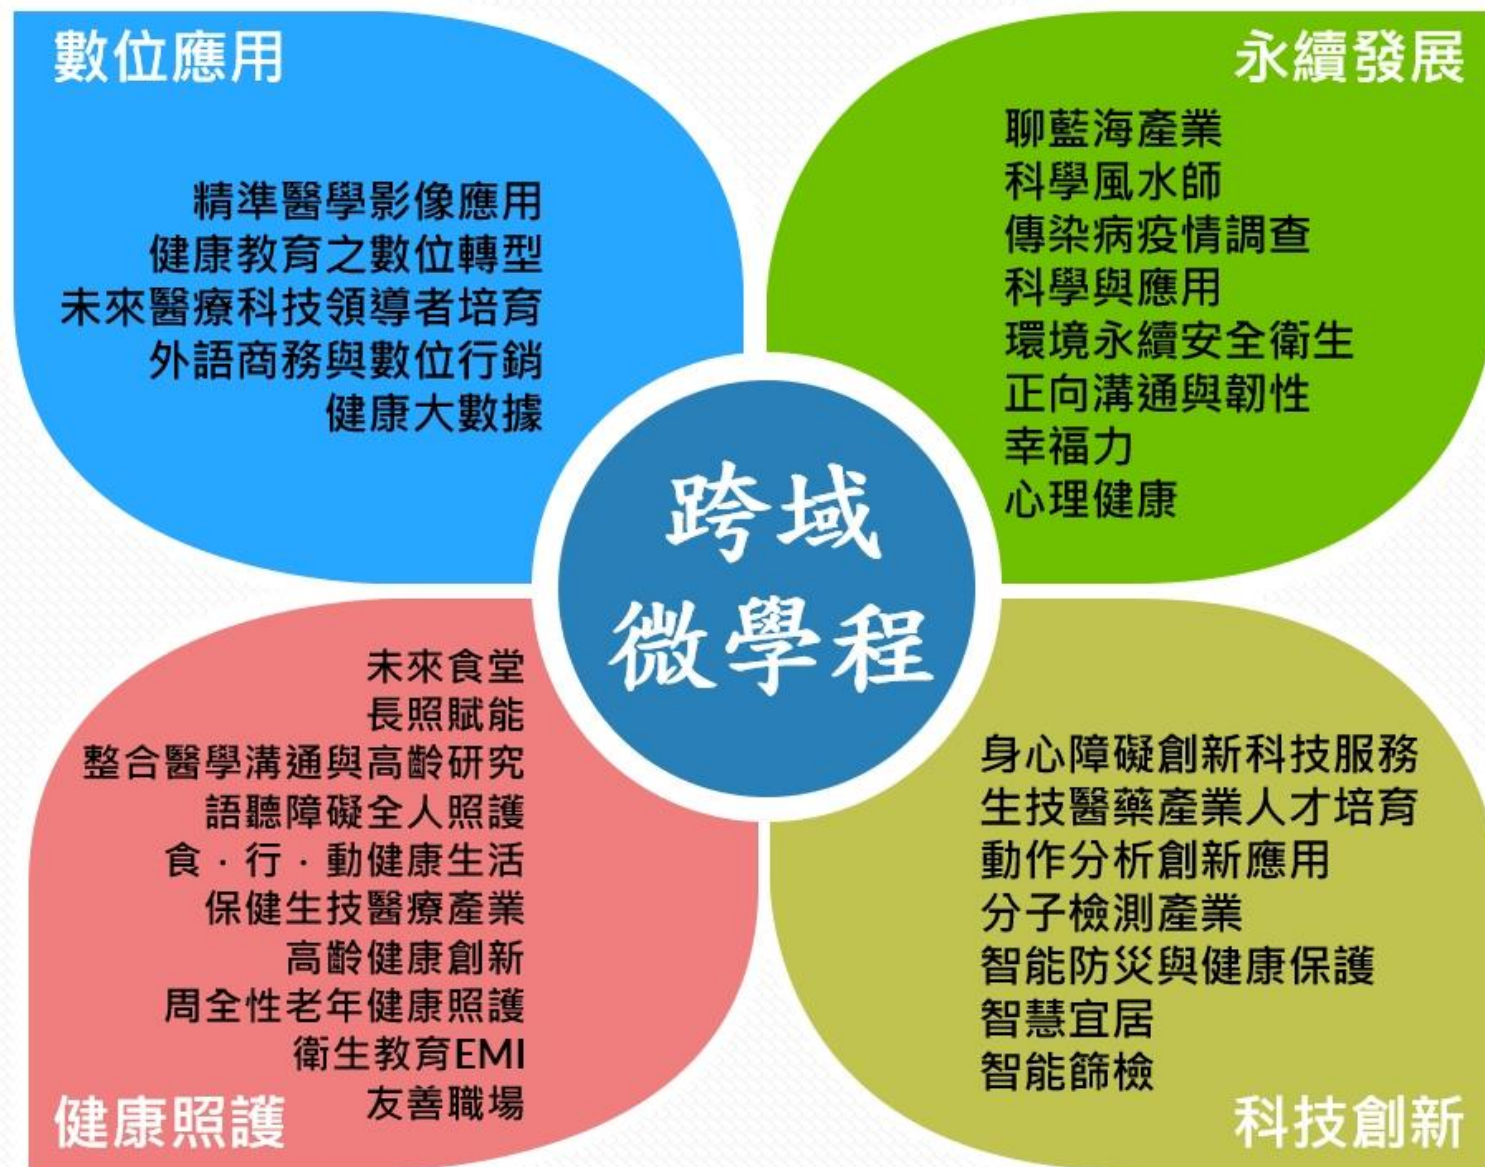 數位應用
精準醫學影像應用
健康教育之數位轉型
未來醫療科技領導者培育
外語商務與數位行銷
健康大數據
永續發展
聊藍海產業
科學風水師
傳染病疫情調查
科學與應用
環境永續安全衛生
正向溝通與韌性
幸福力
心理健康
跨域
微學程
未來食堂
長照賦能
整合醫學溝通與高齡研究
語聽障礙全人照護
食．行．動健康生活
保健生技醫療產業
高齡健康創新
周全性老年健康照護
衛生教育EMI
友善職場
健康照護
身心障礙創新科技服務
生技醫藥產業人才培育
動作分析創新應用
分子檢測產業
智能防災與健康保護
智慧宜居
智能篩檢
科技創新